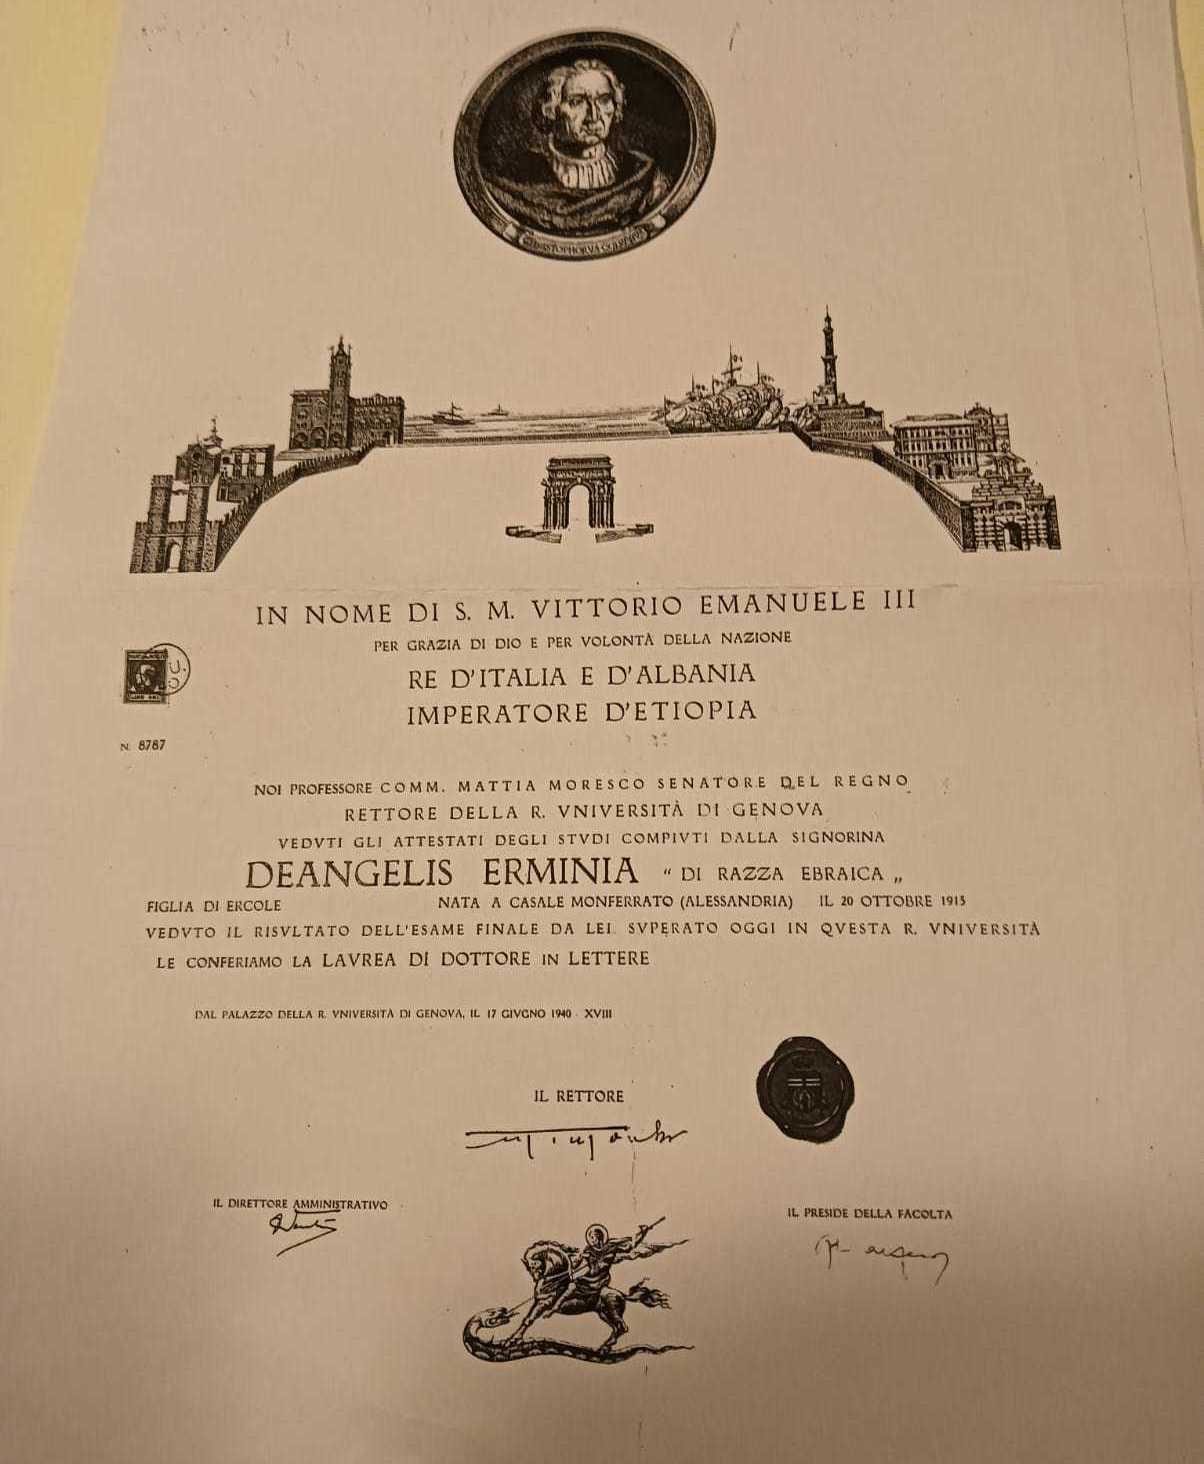 CHRISTOPHORVS
IN NOME DI S. M. VITTORIO EMANUELE III
PER GRAZIA DI DIO E PER VOLONTÀ DELLA NAZIONE
RE D'ITALIA E D'ALBANIA
IMPERATORE D'ETIOPIA
N. 8787
NOI PROFESSORE COMM. MATTIA MORESCO SENATORE DEL REGNO
RETTORE DELLA R. VNIVERSITÀ DI GENOVA
VEDVTI GLI ATTESTATI DEGLI STVDI COMPIVTI DALLA SIGNORINA
DEANGELIS ERMINIA “ DI RAZZA EBRAICA „
FIGLIA DI ERCOLE NATA A CASALE MONFERRATO (ALESSANDRIA) IL 20 OTTOBRE 1915
VEDVTO IL RISVLTATO DELL'ESAME FINALE DA LEI SVPERATO OGGI IN QVESTA R. VNIVERSITÀ
LE CONFERIAMO LA LAVREA DI DOTTORE IN LETTERE
DAL PALAZZO DELLA R. VNIVERSITÀ DI GENOVA, IL 17 GIVGNO 1940 - XVIII
IL RETTORE
IL DIRETTORE AMMINISTRATIVO
IL PRESIDE DELLA FACOLTA